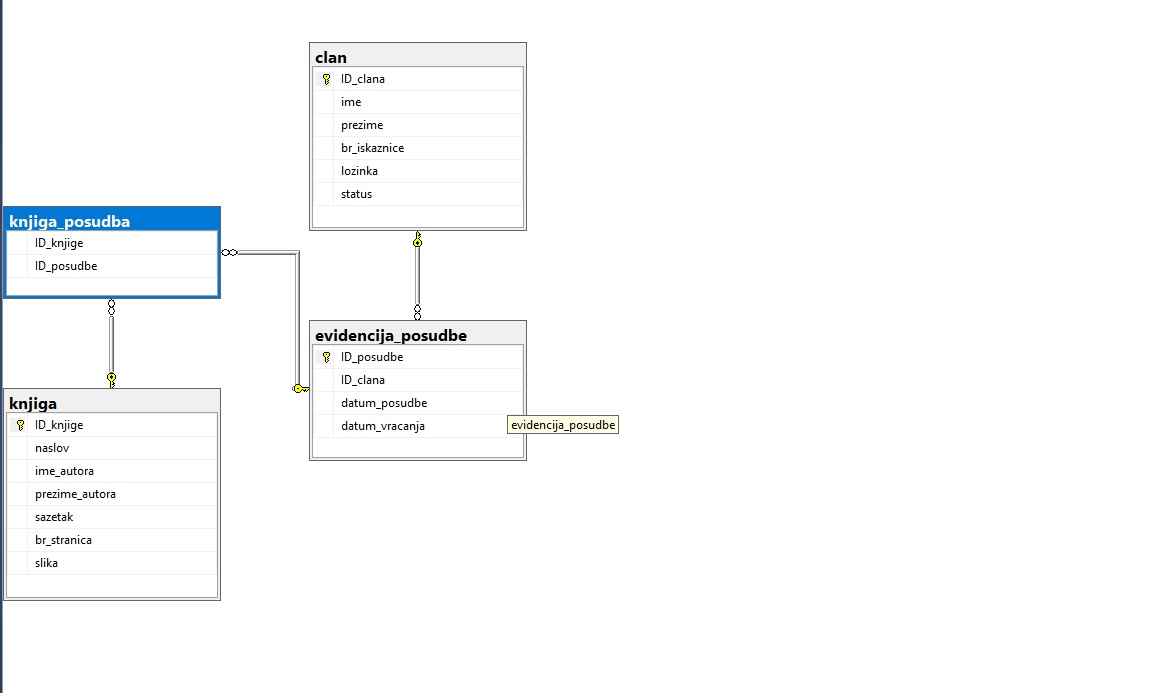 clan
ID_clana
ime
prezime
br_iskaznice
lozinka
status
knjiga_posudba
ID_knjige
ID_posudbe
evidencija_posudbe
ID_posudbe
ID_clana
datum_posudbe
datum_vracanja
evidencija_posudbe
knjiga
ID_knjige
naslov
ime_autora
prezime_autora
sazetak
br_stranica
slika